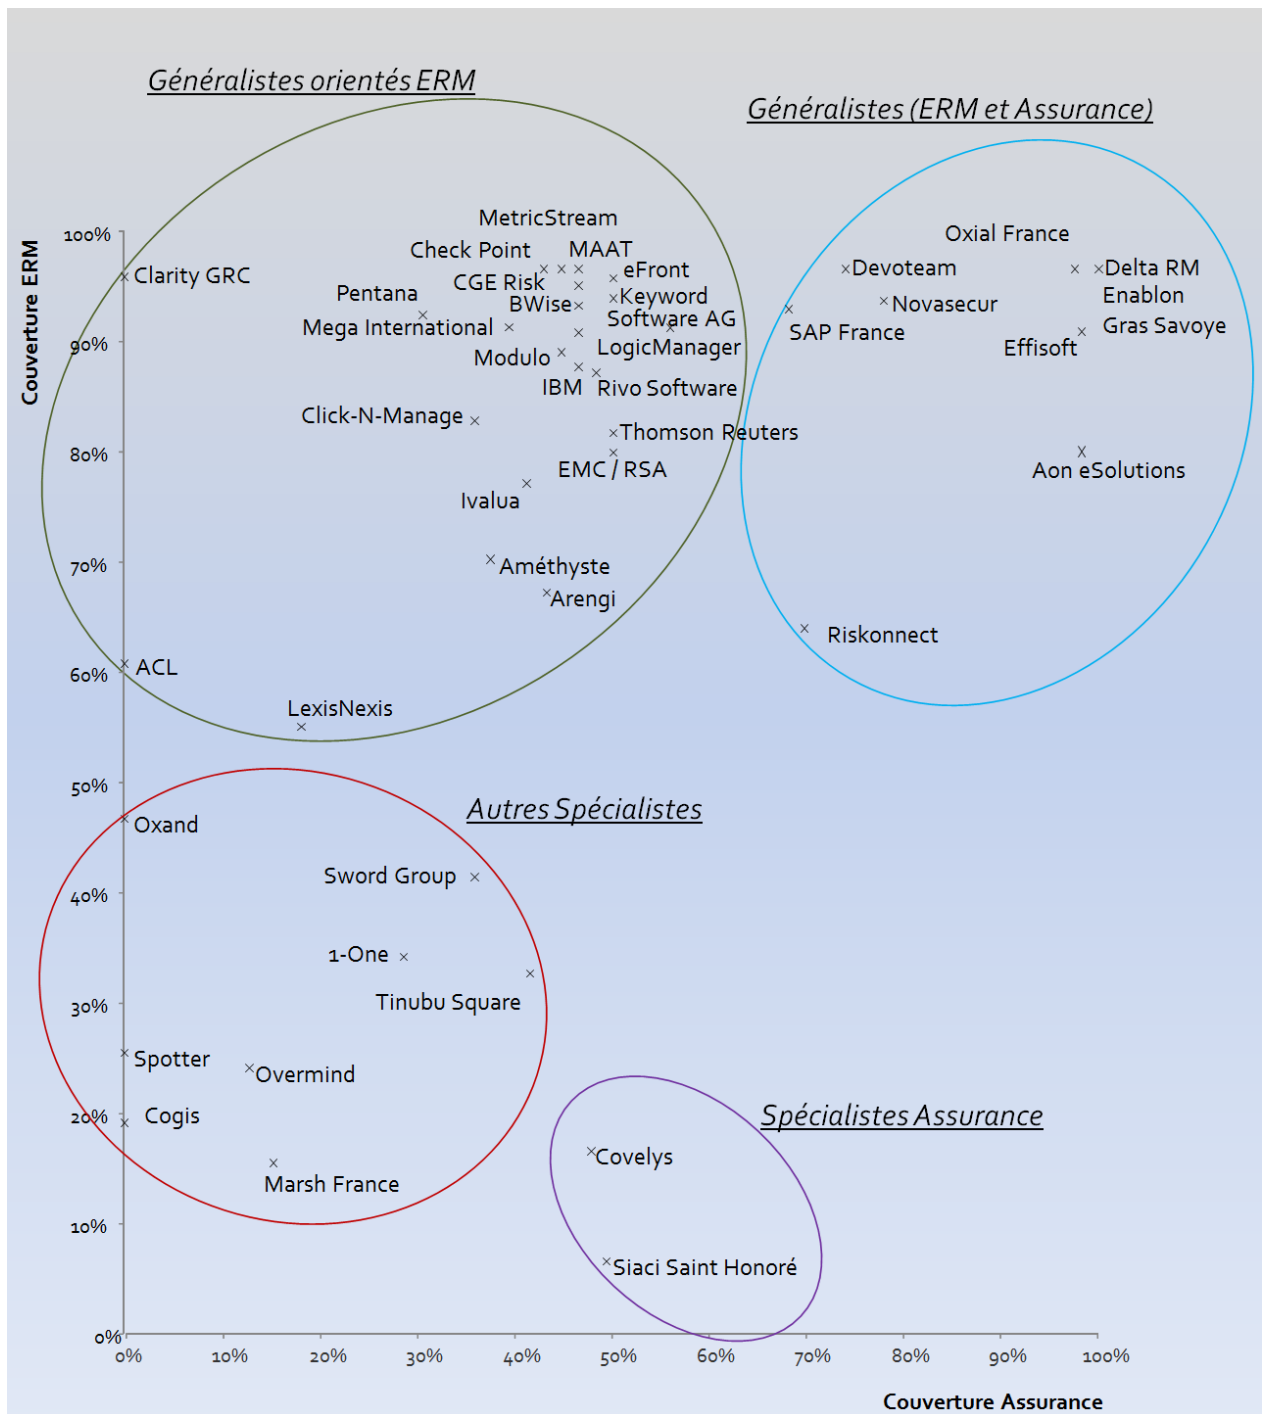 Généralistes orientés ERM
Généralistes (ERM et Assurance)
Couverture ERM
100%
90%
80%
70%
60%
50%
40%
30%
20%
10%
0%
MetricStream
Check Point
MAAT
Clarity GRC
CGE Risk
eFront
Pentana
BWise
Keyword
Mega International
Software AG
Modulo
LogicManager
IBM
Rivo Software
Click-N-Manage
Thomson Reuters
EMC / RSA
Ivalua
Améthyste
Arengi
ACL
LexisNexis
Oxial France
Devoteam
Delta RM
Novasecur
Enablon
SAP France
Gras Savoye
Effisoft
Aon eSolutions
Riskonnect
Autres Spécialistes
Oxand
Sword Group
1-One
Tinubu Square
Spotter
Overmind
Cogis
Marsh France
Spécialistes Assurance
Covelys
Siaci Saint Honoré
0%
10%
20%
30%
40%
50%
60%
70%
80%
90%
100%
Couverture Assurance